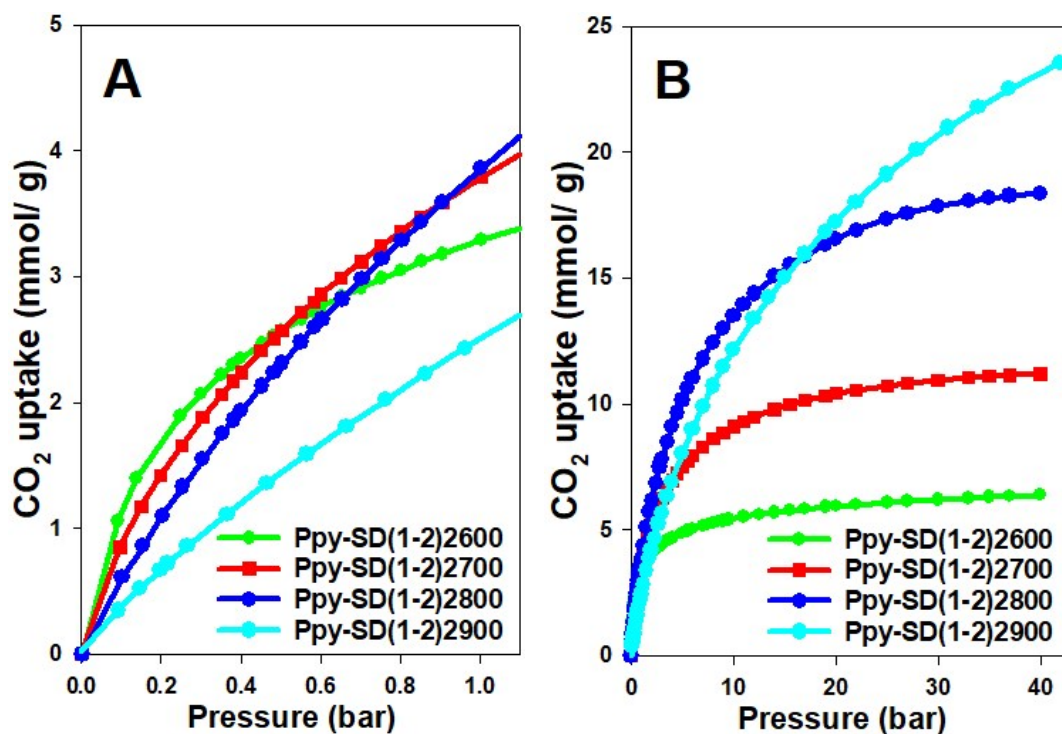 A
CO₂ uptake (mmol/ g)
5
4
3
2
1
0
0.0 0.2 0.4 0.6 0.8 1.0
Pressure (bar)
Ppy-SD(1-2)2600
Ppy-SD(1-2)2700
Ppy-SD(1-2)2800
Ppy-SD(1-2)2900
B
CO₂ uptake (mmol/ g)
25
20
15
10
5
0
0 10 20 30 40
Pressure (bar)
Ppy-SD(1-2)2600
Ppy-SD(1-2)2700
Ppy-SD(1-2)2800
Ppy-SD(1-2)2900